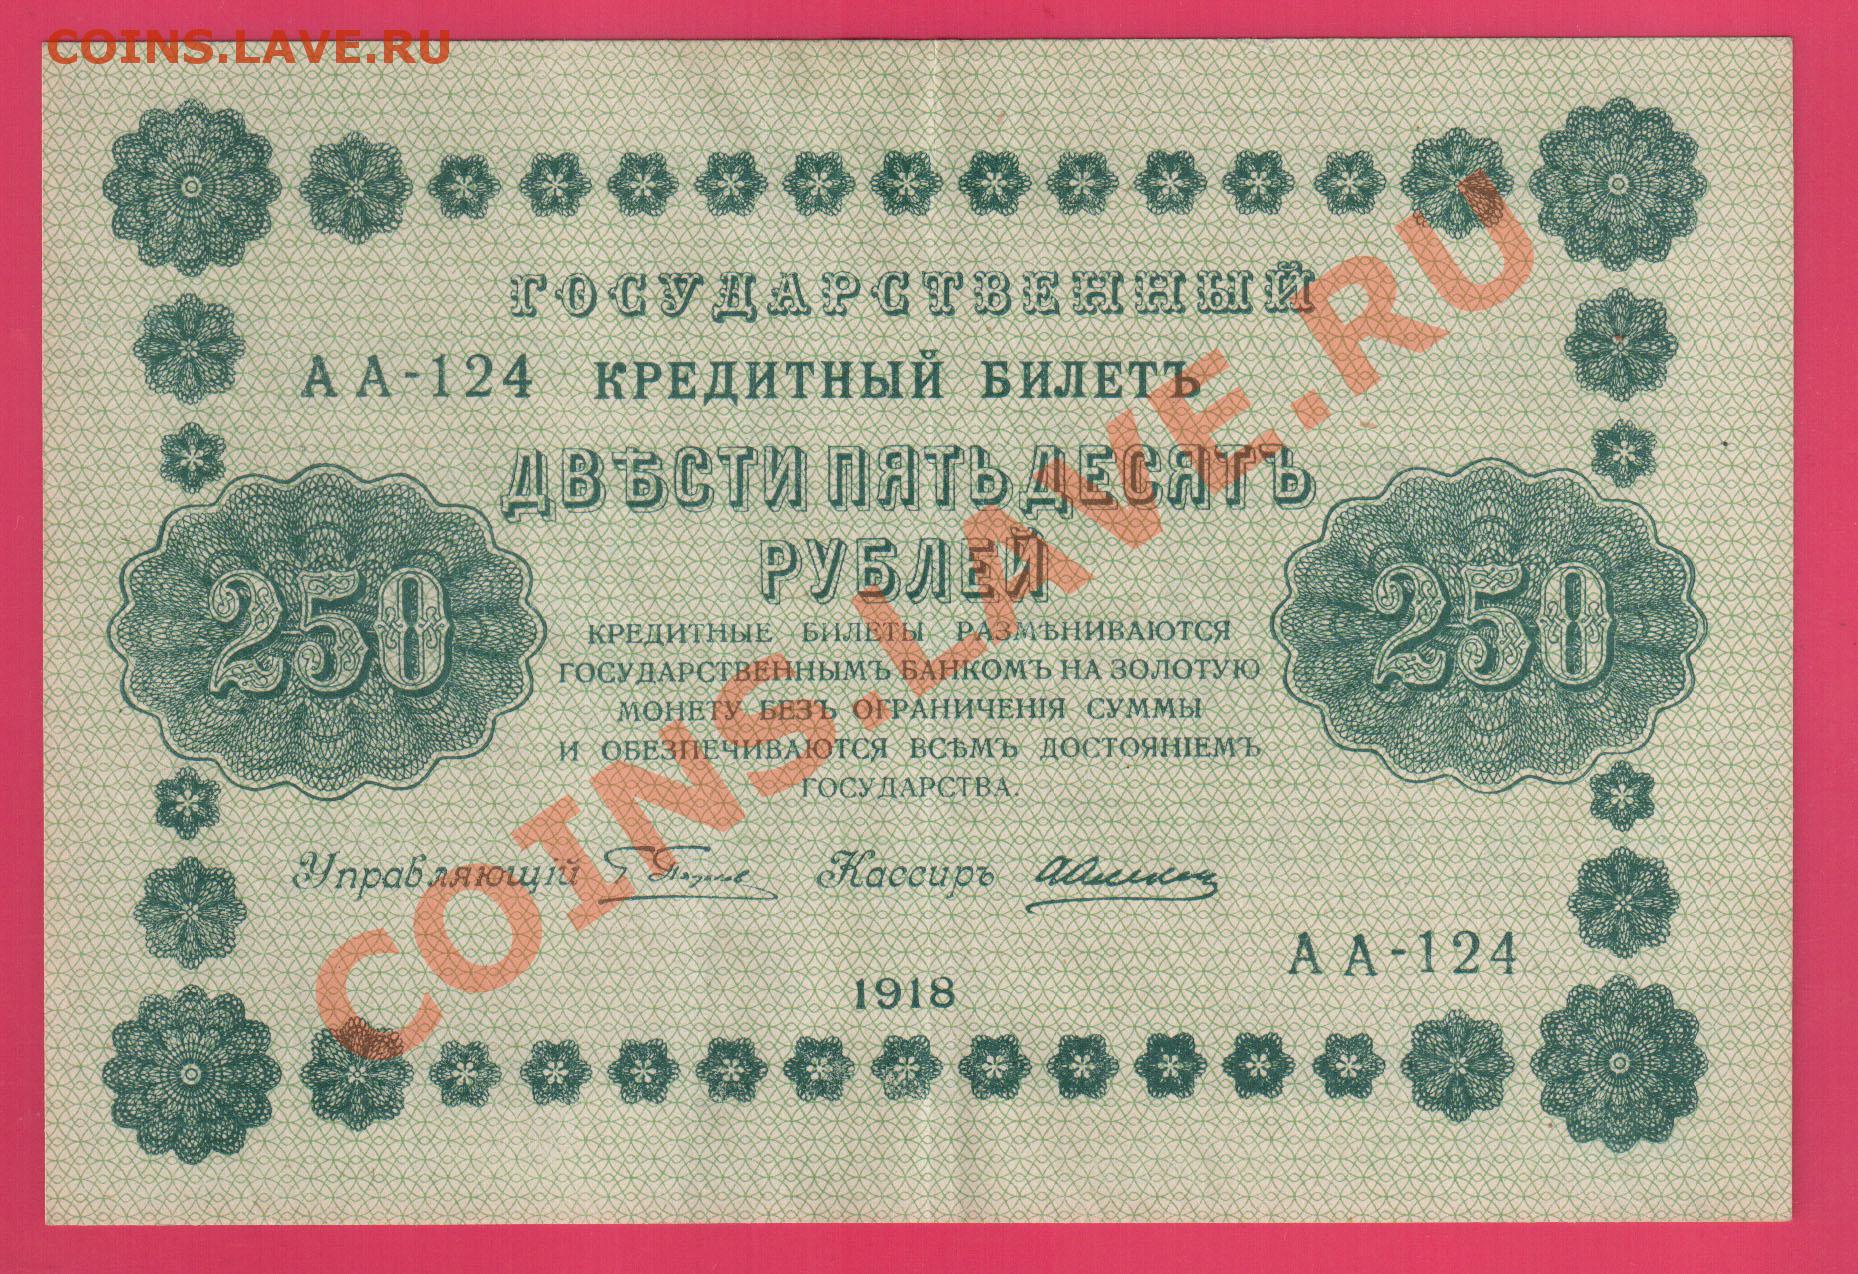 COINS.LAVE.RU
ГОСУДАРСТВЕННЫЙ
АА-124 КРЕДИТНЫЙ БИЛЕТЪ
ДВѢСТИ ПЯТЬДЕСЯТЪ
РУБЛЕЙ
250
250
КРЕДИТНЫЕ БИЛЕТЫ РАЗМѢНИВАЮТСЯ
ГОСУДАРСТВЕННЫМЪ БАНКОМЪ НА ЗОЛОТУЮ
МОНЕТУ БЕЗЪ ОГРАНИЧЕНІЯ СУММЫ
И ОБЕЗПЕЧИВАЮТСЯ ВСѢМЪ ДОСТОЯНІЕМЪ
ГОСУДАРСТВА.
Управляющій Кассиръ
АА-124
1918
COINS.LAVE.RU